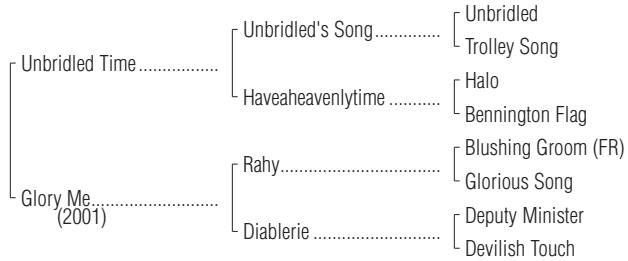 Unbridled
Unbridled's Song..............
Trolley Song
Unbridled Time.................
Halo
Haveaheavenlytime ...........
Bennington Flag
Blushing Groom (FR)
Rahy..................................
Glorious Song
Glory Me...........................
(2001)
Deputy Minister
Diablerie ...........................
Devilish Touch